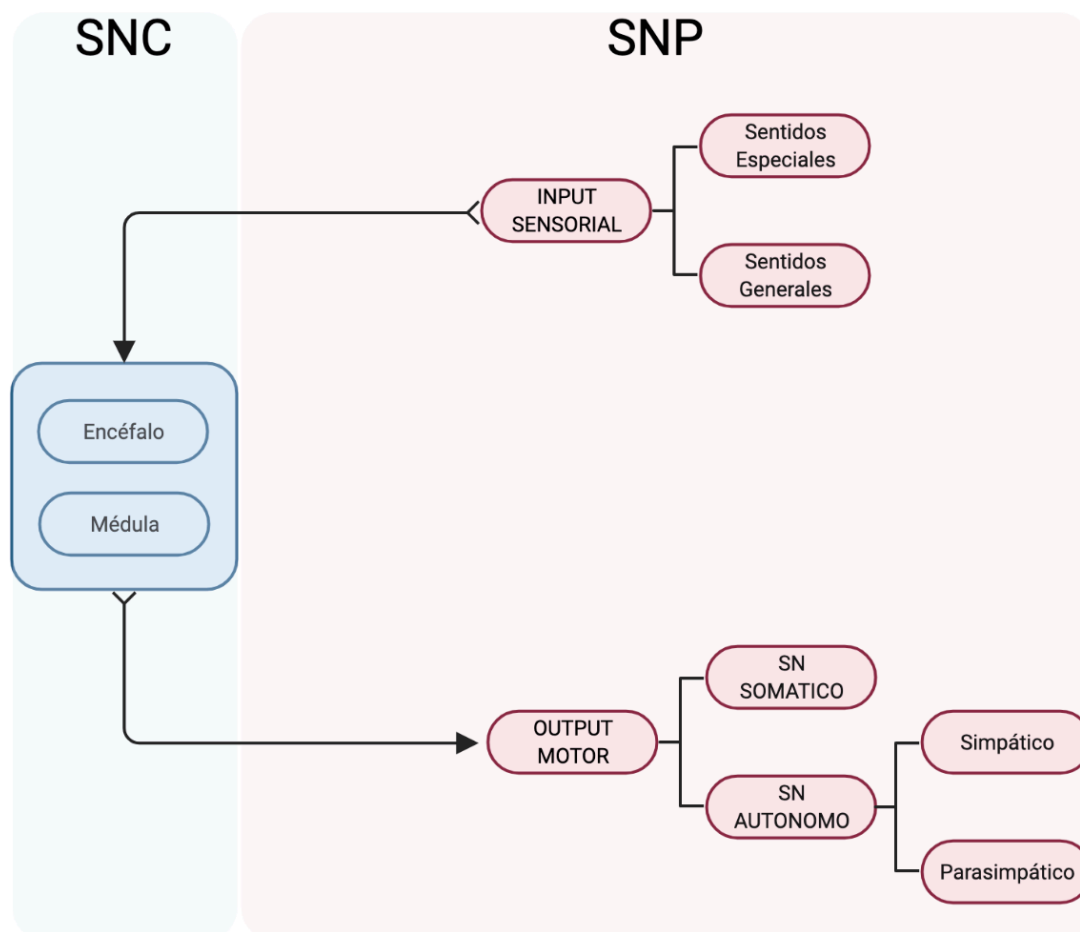 SNC
SNP
Sentidos
Especiales
INPUT
SENSORIAL
Sentidos
Generales
Encéfalo
Médula
SN
SOMATICO
OUTPUT
MOTOR
Simpático
SN
AUTONOMO
Parasimpático